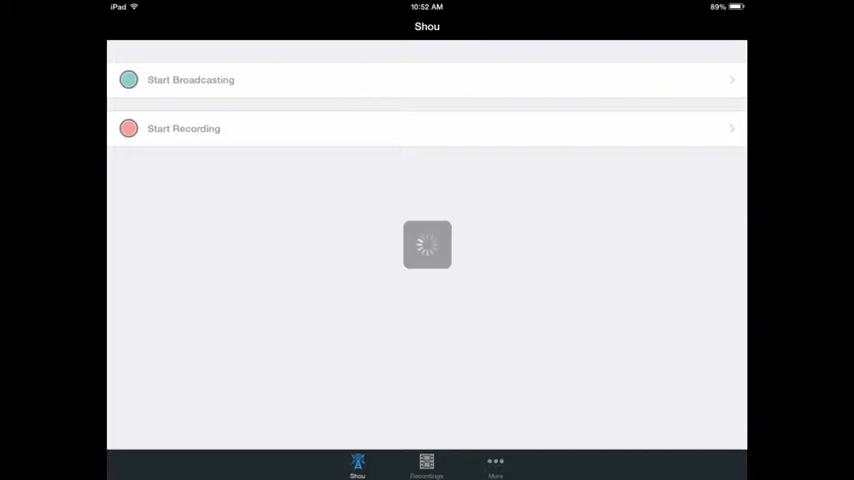 iPad 10:52 AM 89%
Shou
Start Broadcasting
Start Recording
Shou Recordings More